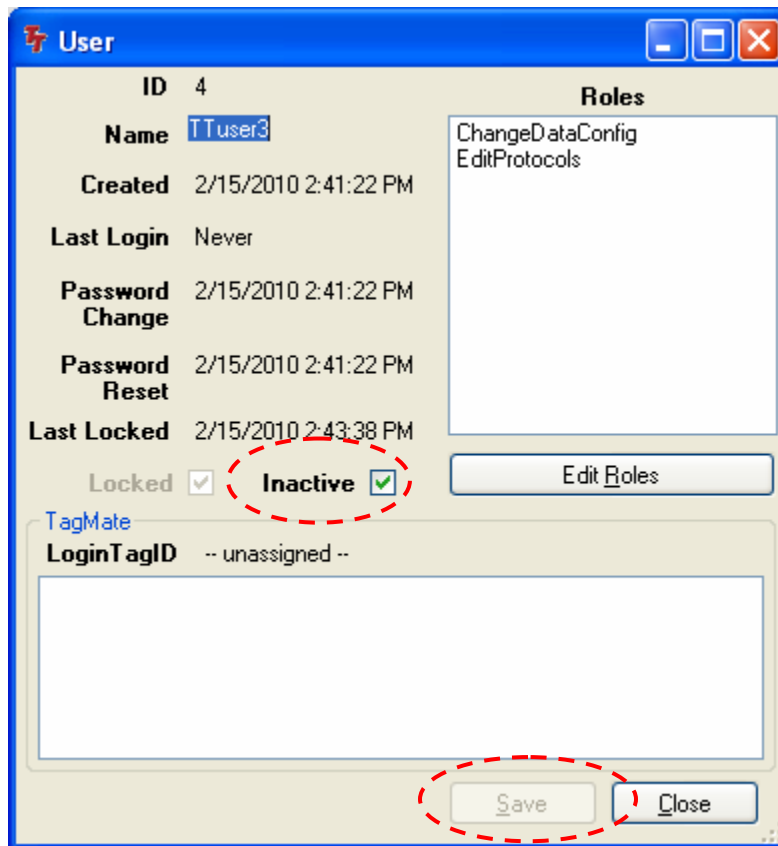 User
ID 4
Name TTuser3
Created 2/15/2010 2:41:22 PM
Last Login Never
Password Change 2/15/2010 2:41:22 PM
Password Reset 2/15/2010 2:41:22 PM
Last Locked 2/15/2010 2:43:38 PM
Locked Inactive
Roles
ChangeDataConfig
EditProtocols
Edit Roles
TagMate
LoginTagID -- unassigned --
Save Close